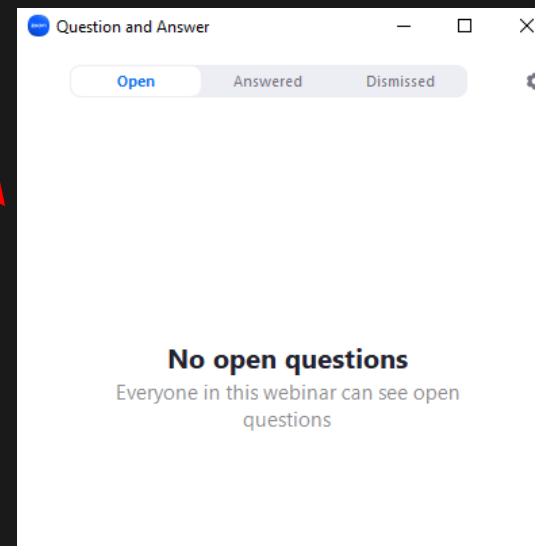 Question and Answer
Open Answered Dismissed
No open questions
Everyone in this webinar can see open
questions